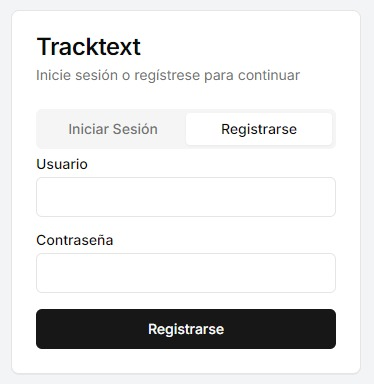 Tracktext
Inicie sesión o regístrese para continuar
Iniciar Sesión
Registrarse
Usuario
Contraseña
Registrarse